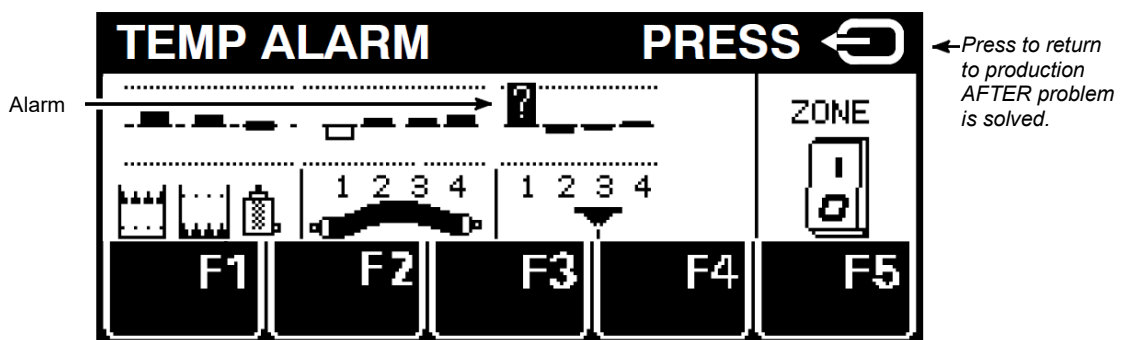 TEMP ALARM PRESS
Press to return
to production
AFTER problem
is solved.
Alarm
?
ZONE
1 2 3 4 1 2 3 4
I
O
F1 F2 F3 F4 F5